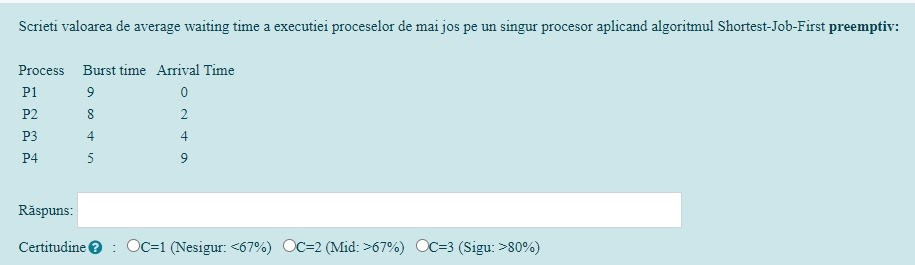 Scrieti valoarea de average waiting time a executiei proceselor de mai jos pe un singur procesor aplicand algoritmul Shortest-Job-First preemptiv:
Process Burst time Arrival Time
P1 9 0
P2 8 2
P3 4 4
P4 5 9
Răspuns:
Certitudine ? : C=1 (Nesigur: <67%) C=2 (Mid: >67%) C=3 (Sigu: >80%)